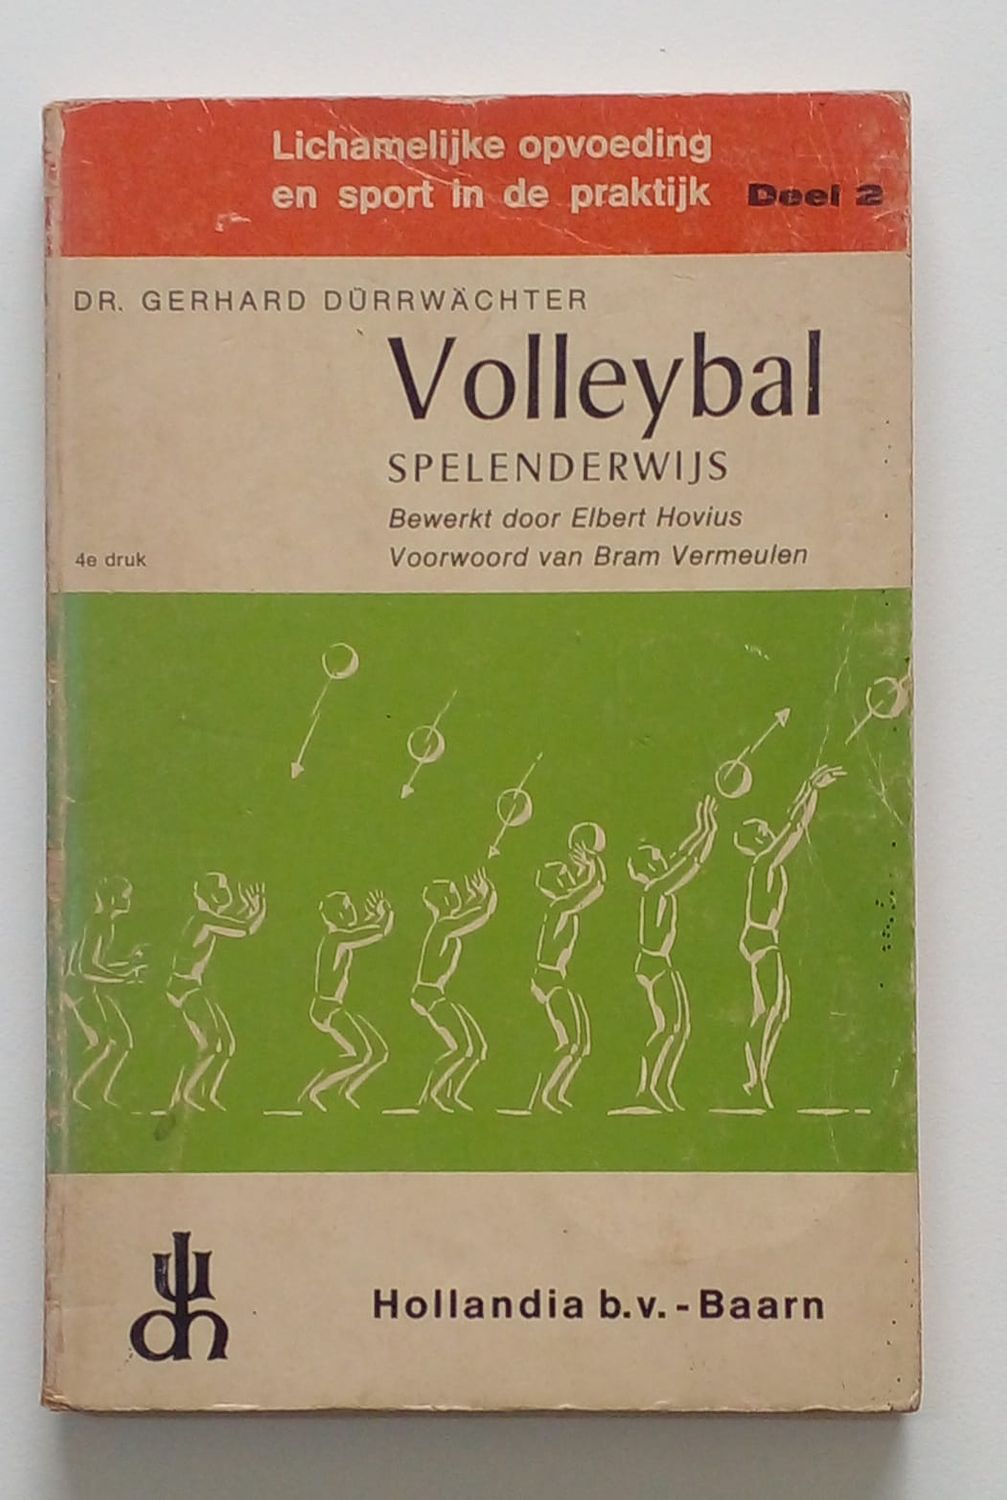 Lichamelijke opvoeding
en sport in de praktijk Deel 2
DR. GERHARD DÜRRWÄCHTER
Volleybal
SPELENDERWIJS
Bewerkt door Elbert Hovius
Voorwoord van Bram Vermeulen
4e druk
Hollandia b.v. - Baarn